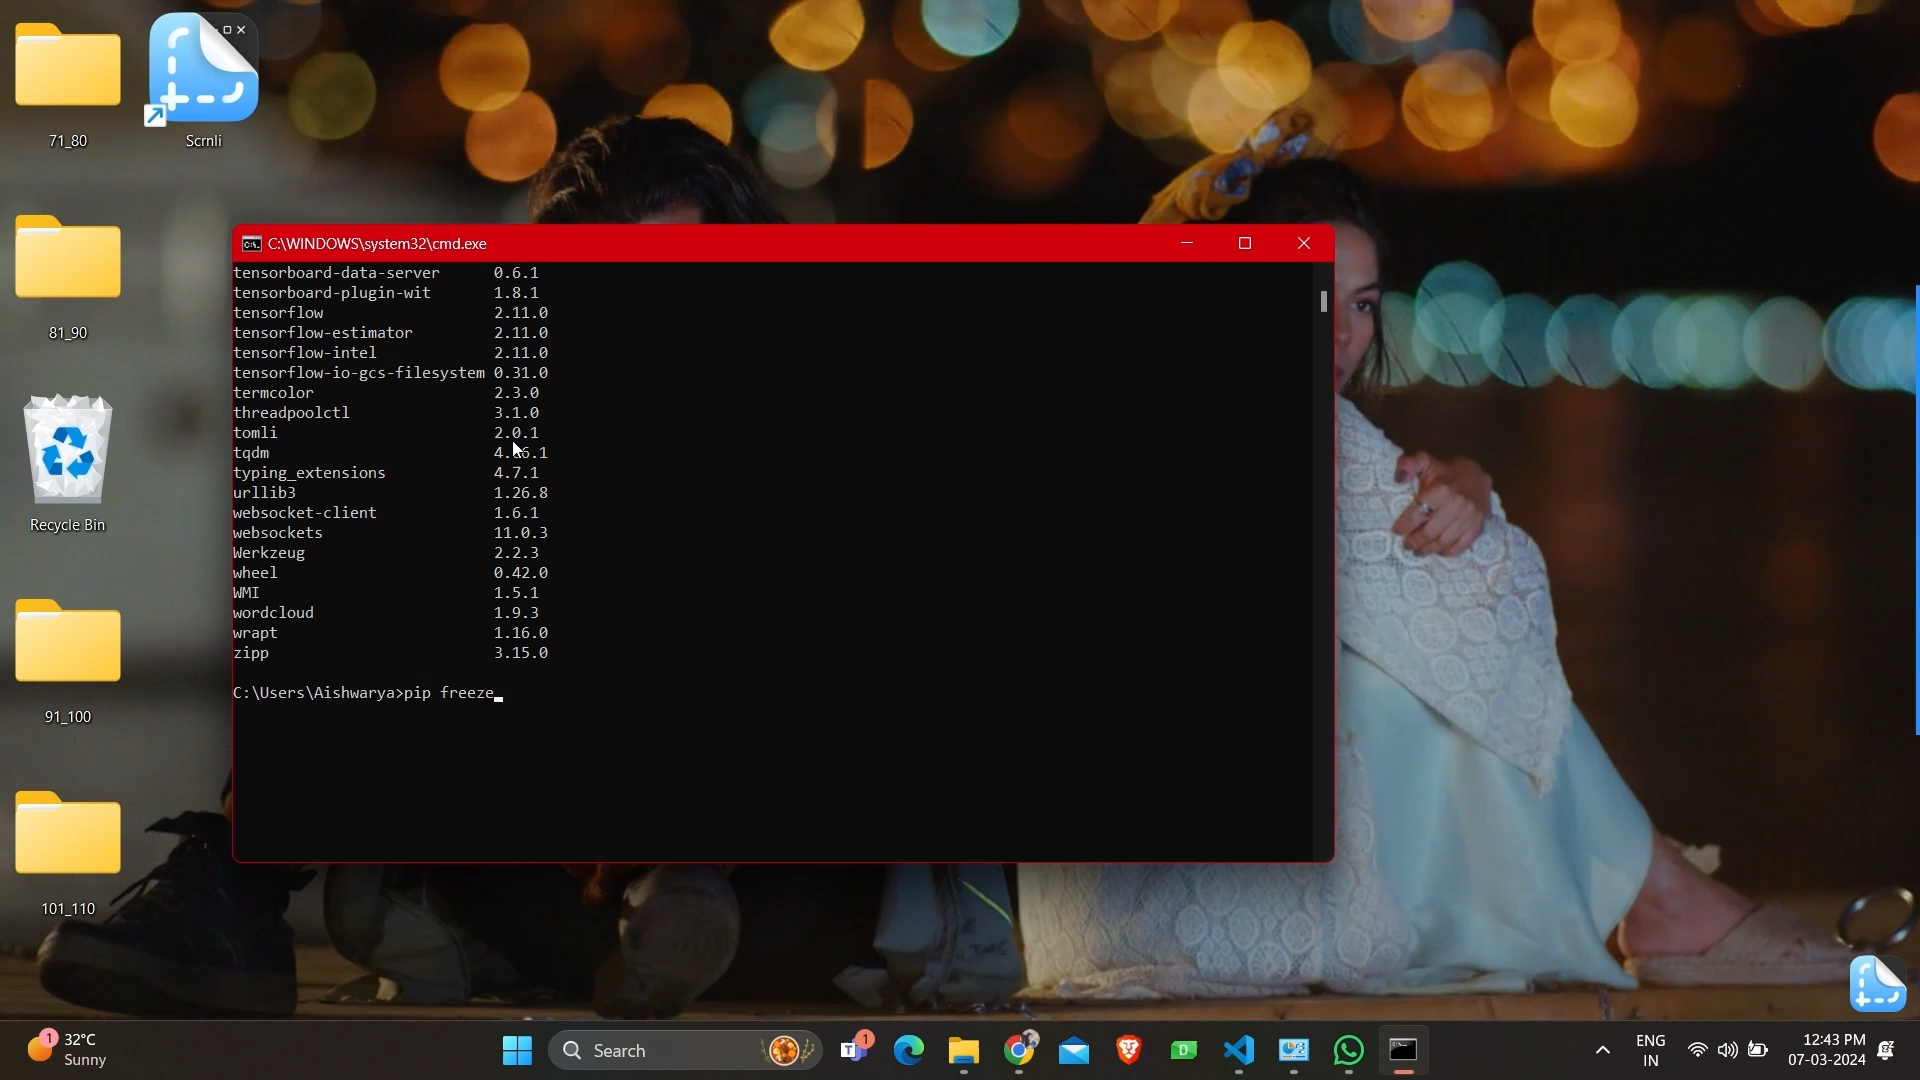 71_80
Scrnli
81_90
Recycle Bin
91_100
101_110
C:\WINDOWS\system32\cmd.exe
tensorboard-data-server 0.6.1
tensorboard-plugin-wit 1.8.1
tensorflow 2.11.0
tensorflow-estimator 2.11.0
tensorflow-intel 2.11.0
tensorflow-io-gcs-filesystem 0.31.0
termcolor 2.3.0
threadpoolctl 3.1.0
tomli 2.0.1
tqdm
typing_extensions 4.7.1
urllib3 1.26.8
websocket-client 1.6.1
websockets 11.0.3
Werkzeug 2.2.3
wheel 0.42.0
WMI 1.5.1
wordcloud 1.9.3
wrapt 1.16.0
zipp 3.15.0
C:\Users\Aishwarya>pip freeze
1
32°C
Sunny
Search
T
1
D
ENG
IN
12:43 PM
07-03-2024